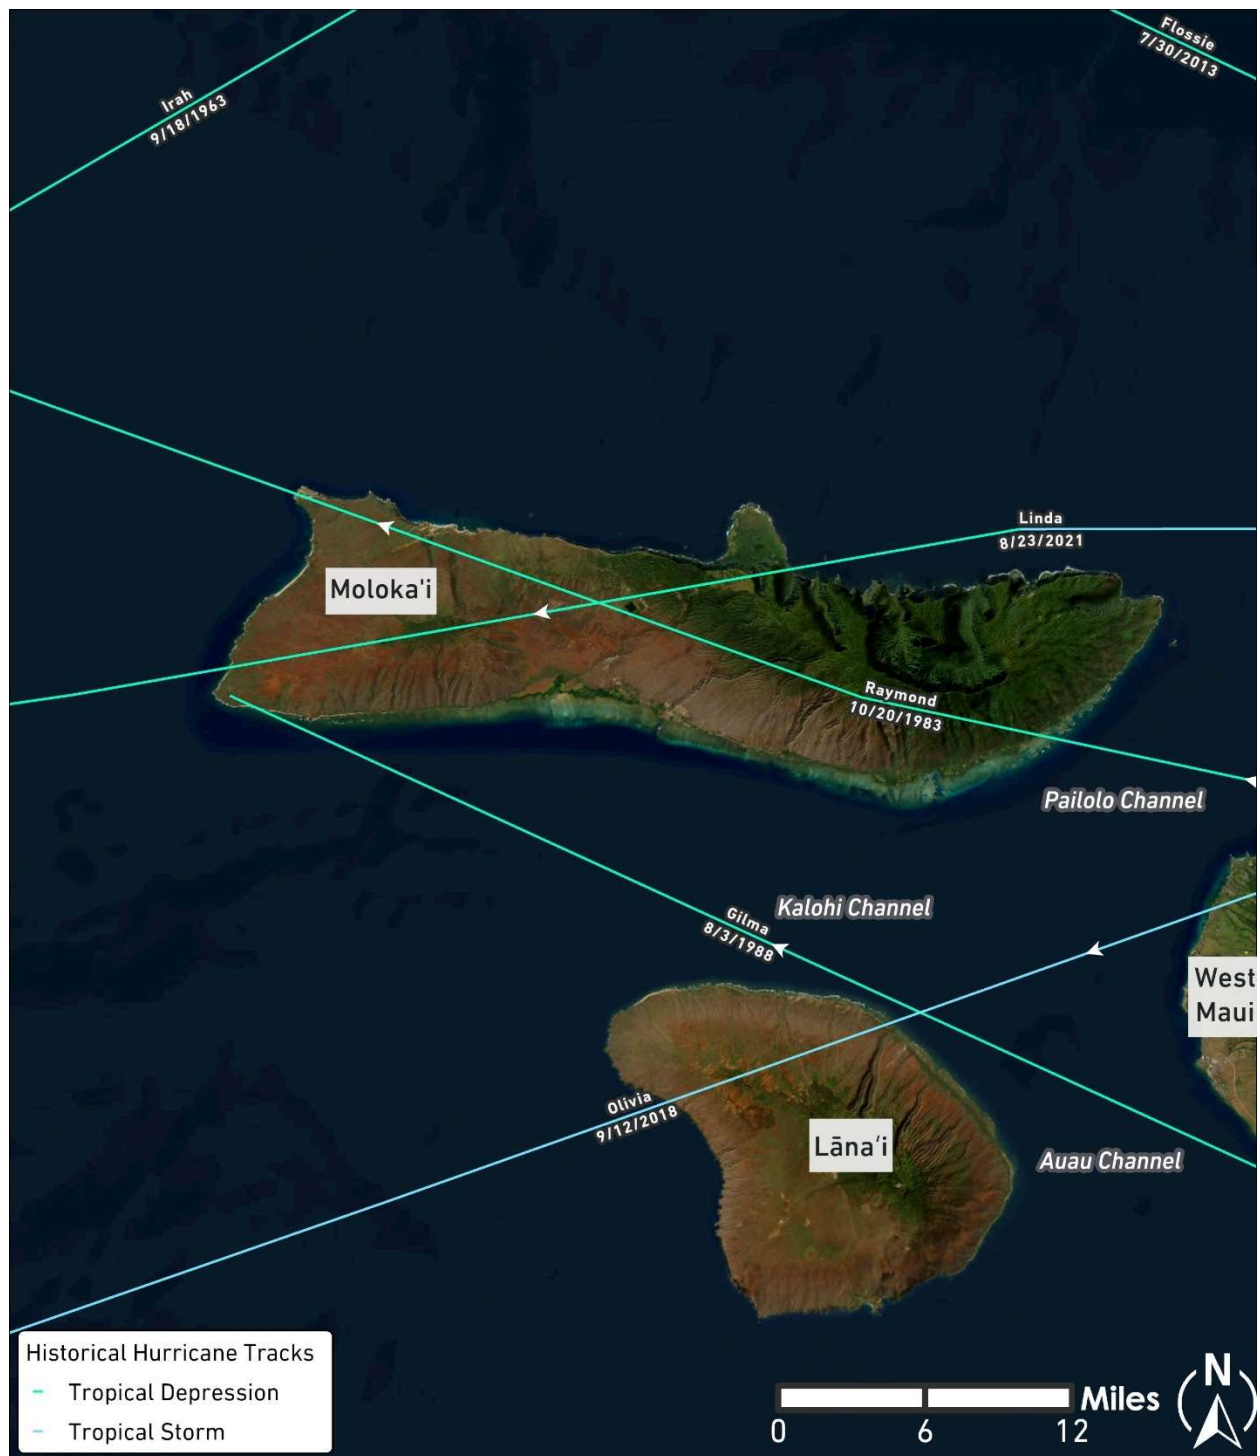 Flossie
7/30/2013
Irah
9/18/1963
Linda
8/23/2021
Moloka'i
Raymond
10/20/1983
Pailolo Channel
Kalohi Channel
Gilma
8/3/1988
West
Maui
Olivia
9/12/2018
Lānaʻi
Auau Channel
Historical Hurricane Tracks
Tropical Depression
Tropical Storm
N
Miles
0 6 12